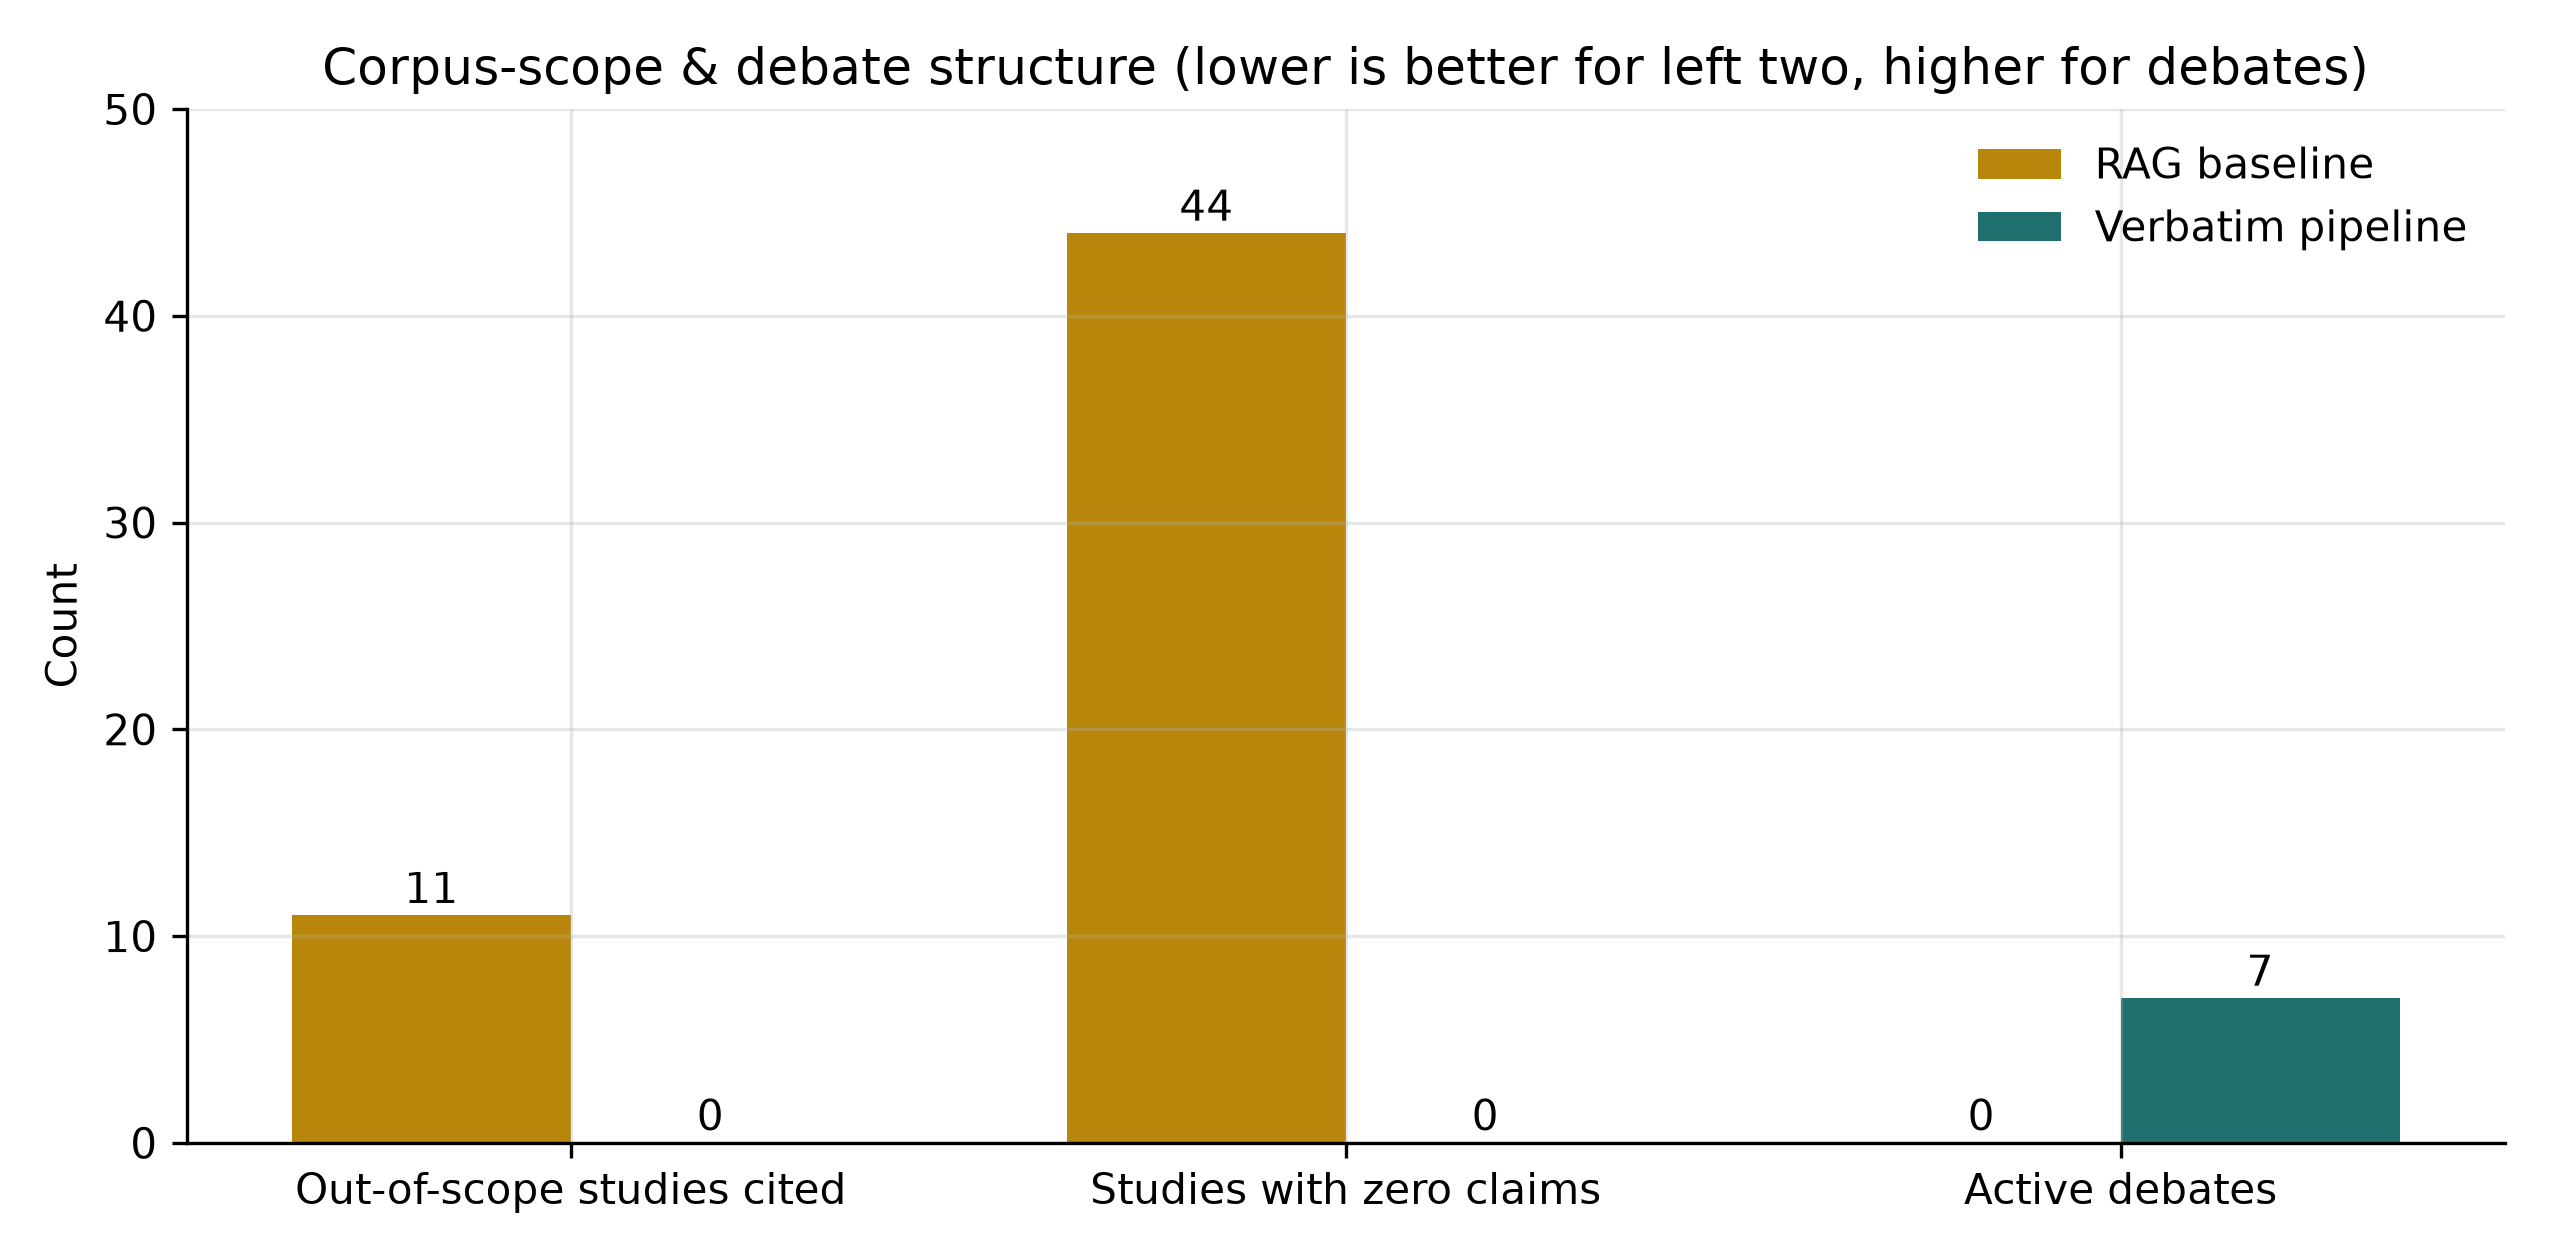 Corpus-scope & debate structure (lower is better for left two, higher for debates)
50
40
30
20
10
0
Count
RAG baseline
Verbatim pipeline
11
0
44
0
0
7
Out-of-scope studies cited
Studies with zero claims
Active debates